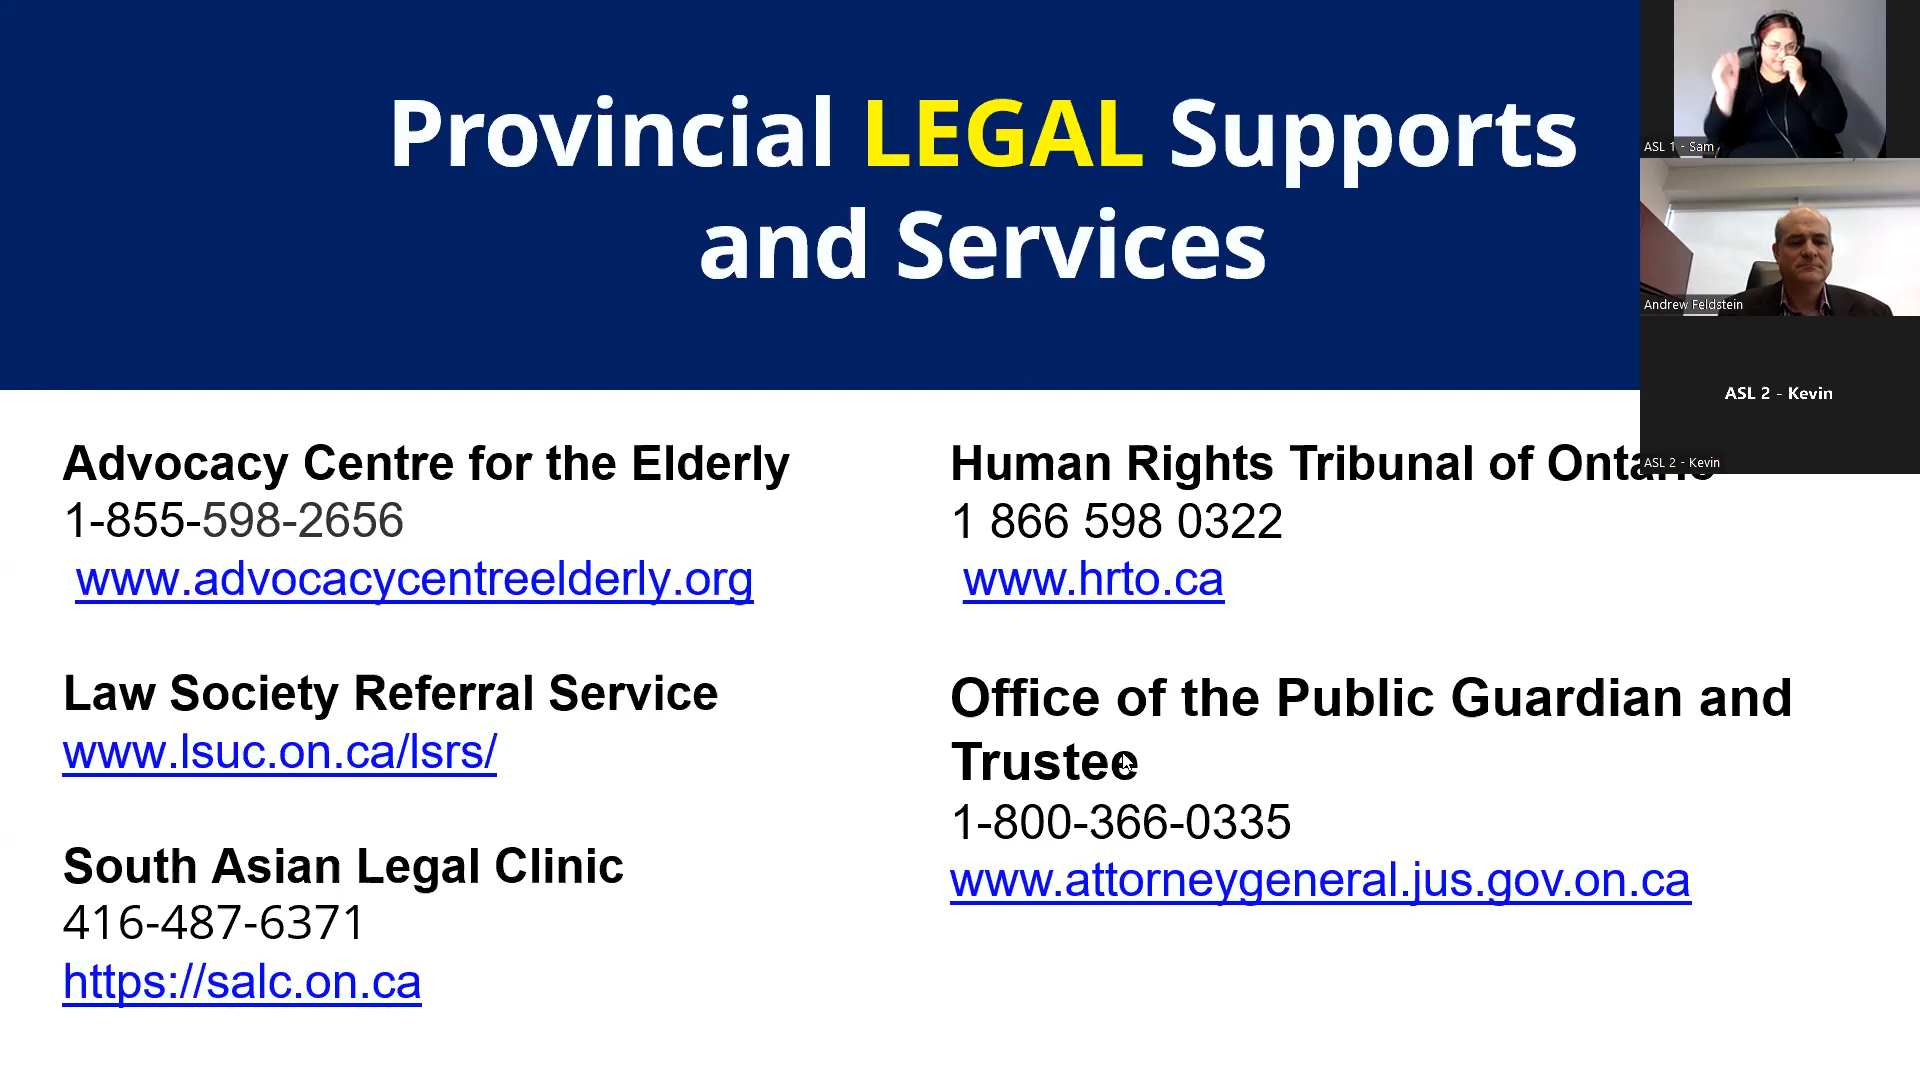 Provincial LEGAL Supports
and Services
Advocacy Centre for the Elderly
1-855-598-2656
www.advocacycentreelderly.org
Law Society Referral Service
www.lsuc.on.ca/lsrs/
South Asian Legal Clinic
416-487-6371
https://salc.on.ca
Human Rights Tribunal of Ontario
1 866 598 0322
www.hrto.ca
Office of the Public Guardian and
Trustee
1-800-366-0335
www.attorneygeneral.jus.gov.on.ca
ASL 1 - Sam
Andrew Feldstein
ASL 2 - Kevin
ASL 2 - Kevin